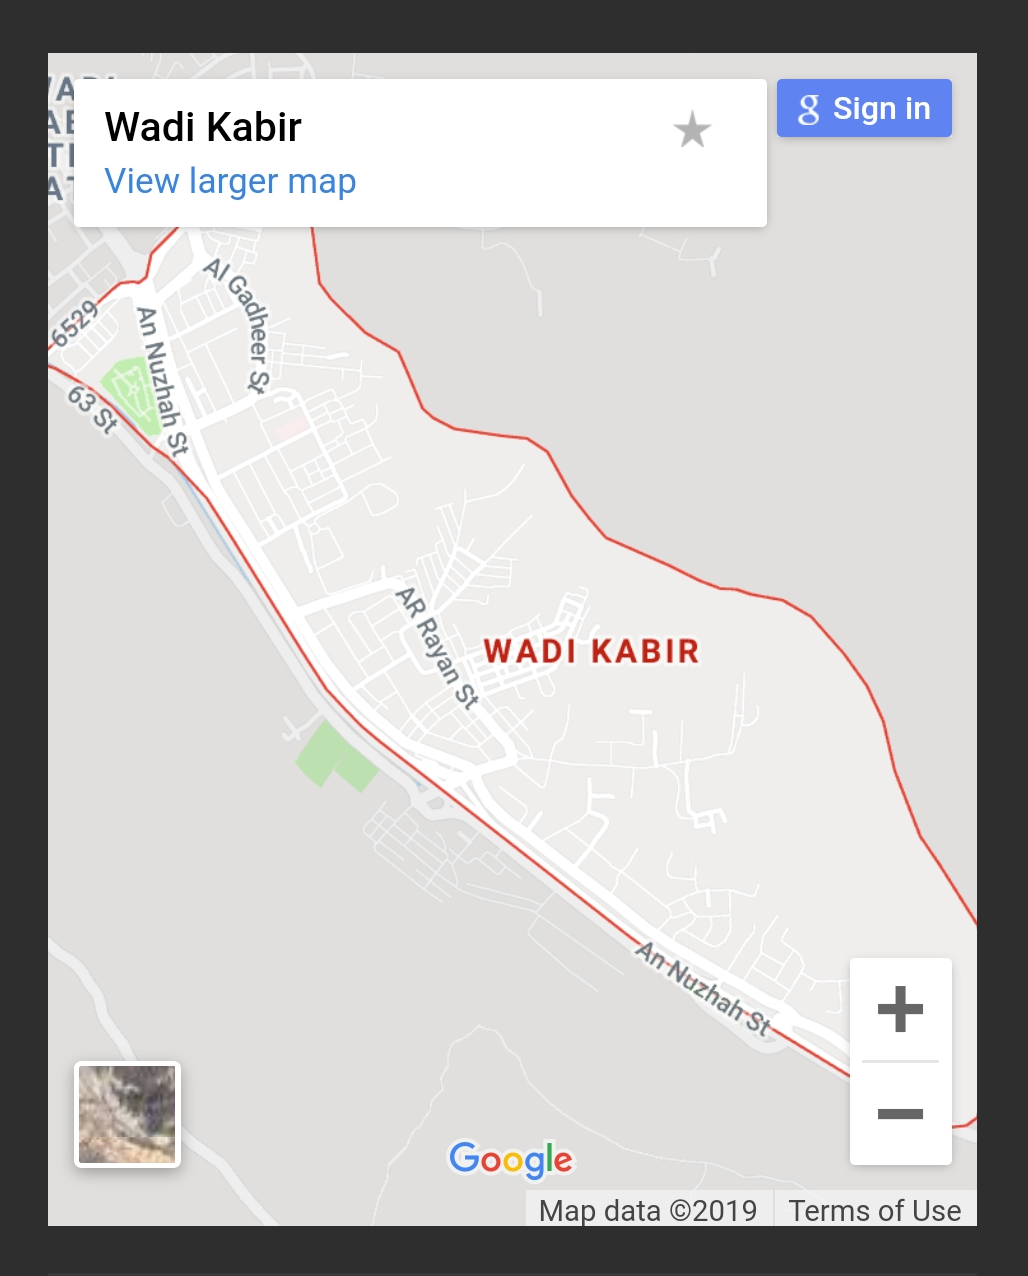 Wadi Kabir
View larger map
Sign in
Al Gadheer St
6529
An Nuzhah St
63 St
AR Rayan St
WADI KABIR
An Nuzhah St
Google
Map data ©2019
Terms of Use